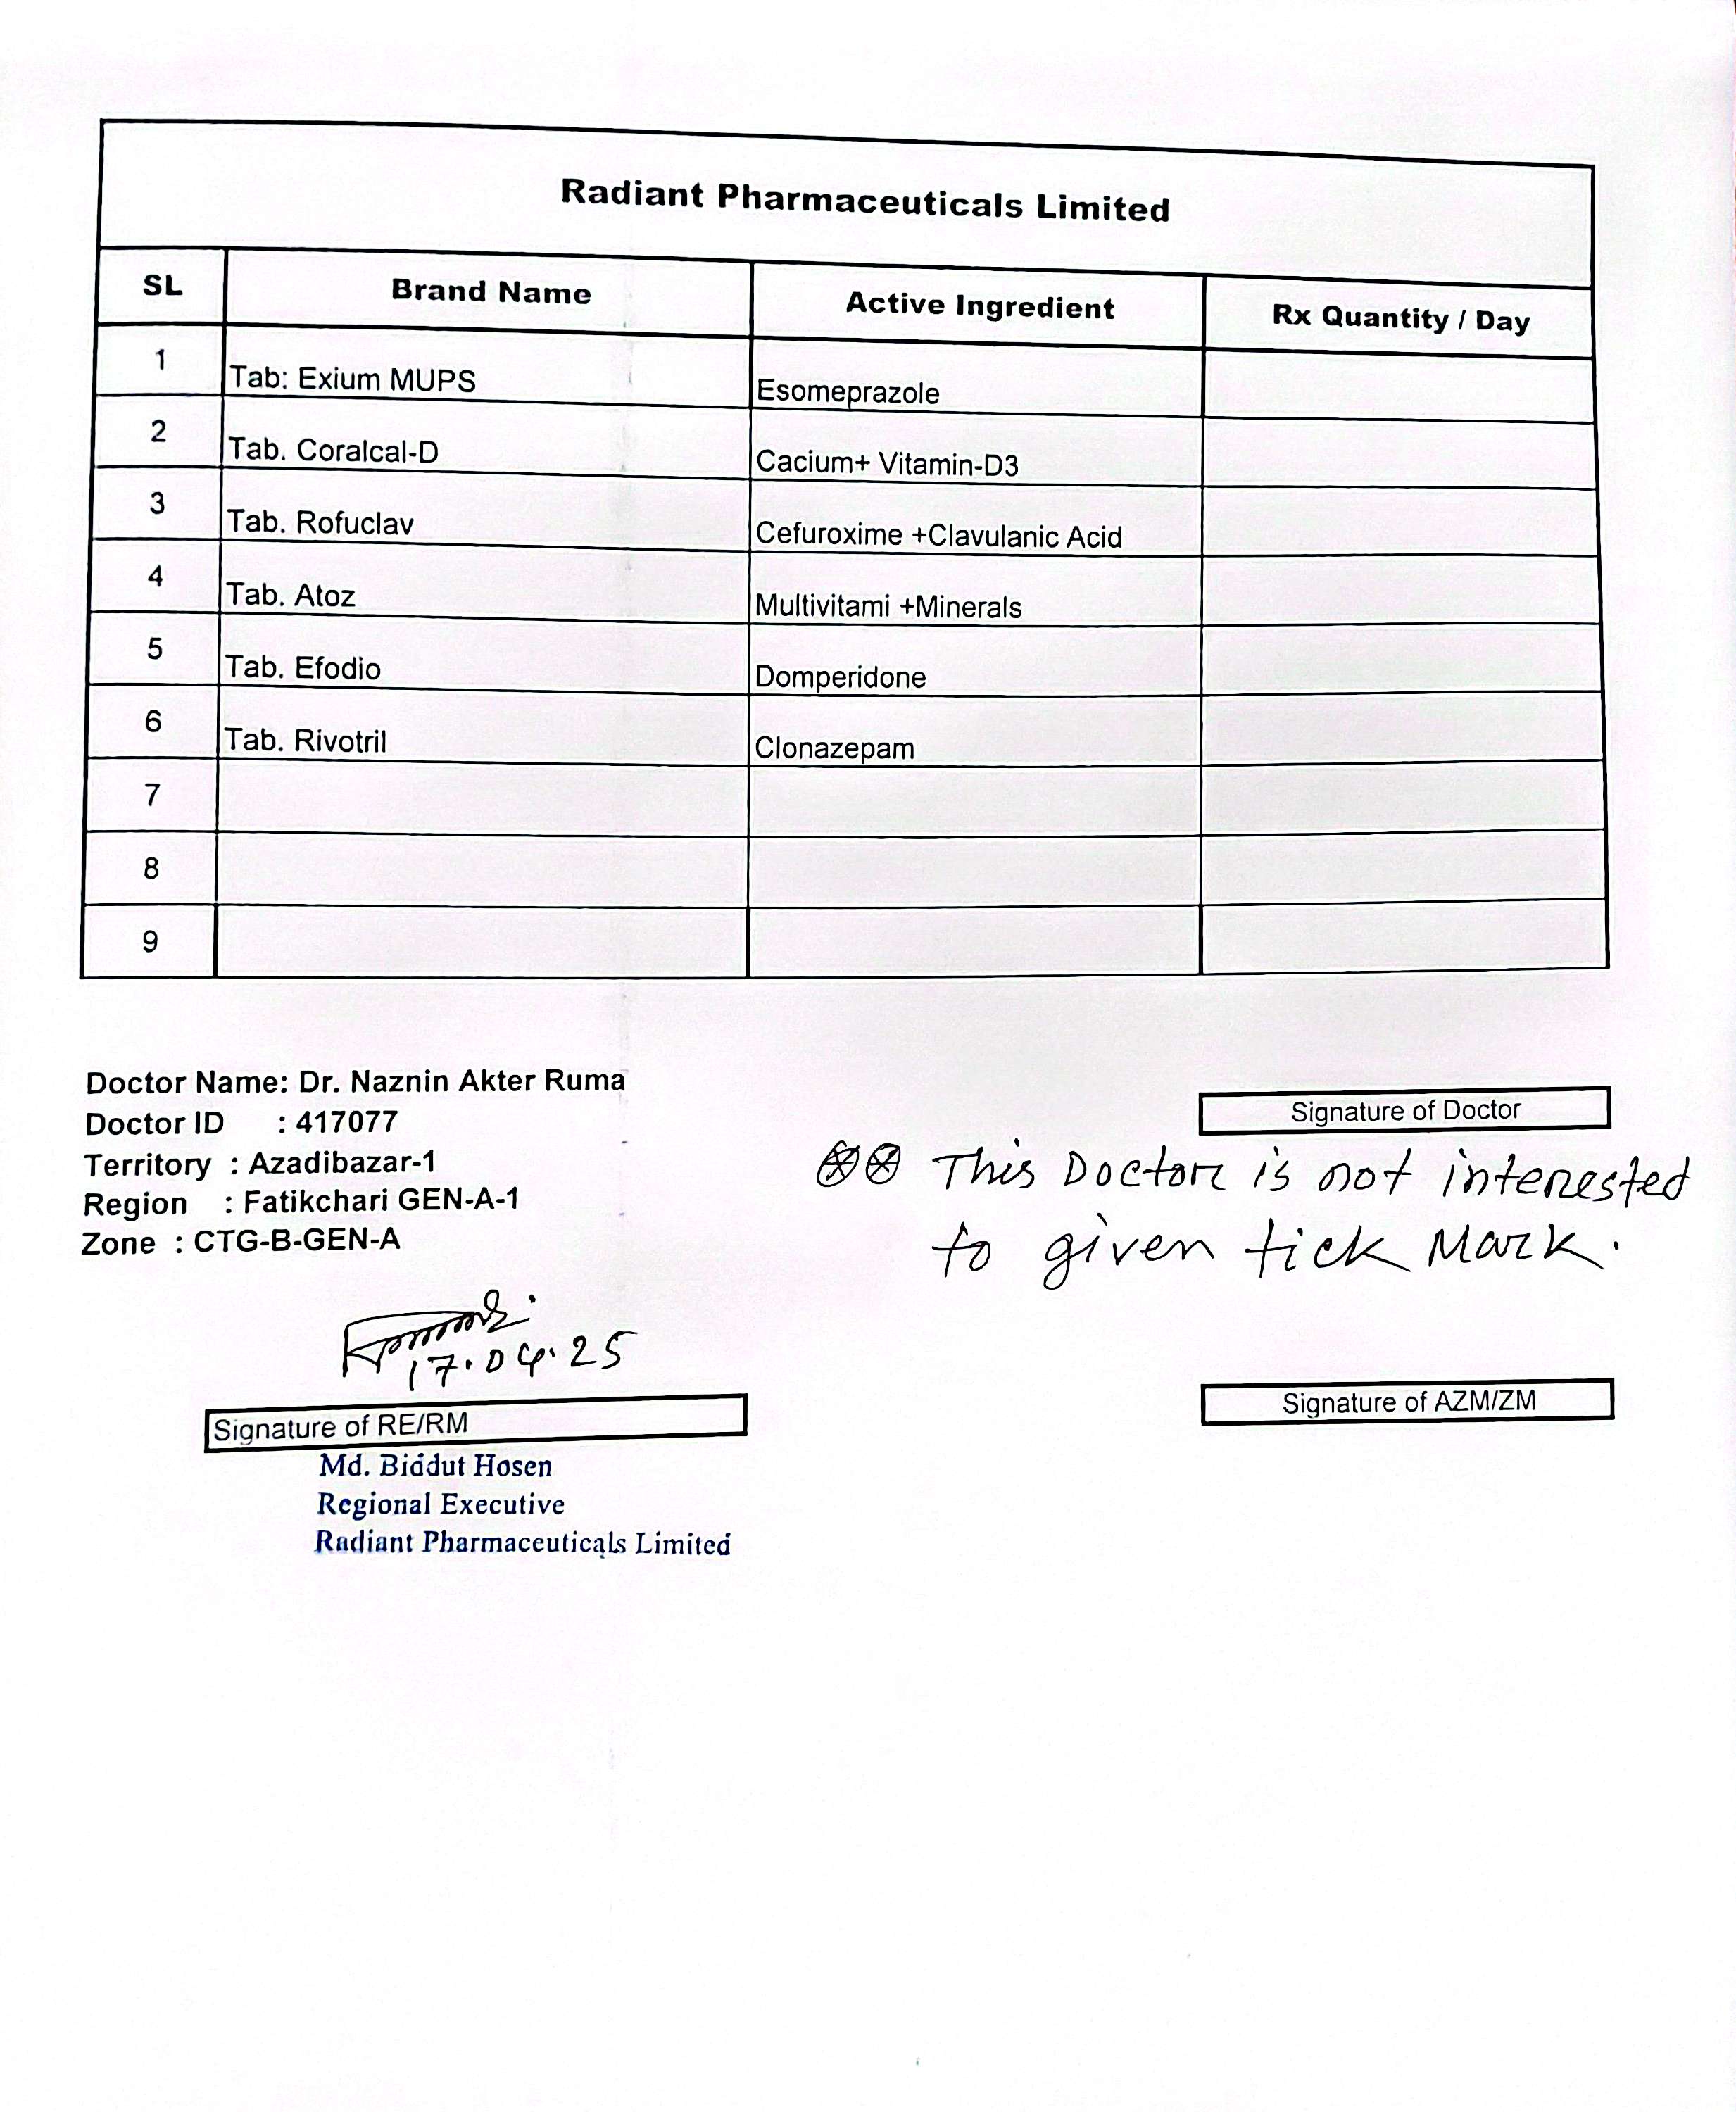 Radiant Pharmaceuticals Limited
SL Brand Name Active Ingredient Rx Quantity / Day
1 Tab: Exium MUPS Esomeprazole
2 Tab. Coralcal-D Cacium+ Vitamin-D3
3 Tab. Rofuclav Cefuroxime +Clavulanic Acid
4 Tab. Atoz Multivitami +Minerals
5 Tab. Efodio Domperidone
6 Tab. Rivotril Clonazepam
7
8
9
Doctor Name: Dr. Naznin Akter Ruma
Doctor ID : 417077
Territory : Azadibazar-1
Region : Fatikchari GEN-A-1
Zone : CTG-B-GEN-A
Signature of Doctor
This Doctor is not interested
to given tick Mark.
17.04.25
Signature of RE/RM
Md. Biddut Hosen
Regional Executive
Radiant Pharmaceuticals Limited
Signature of AZM/ZM